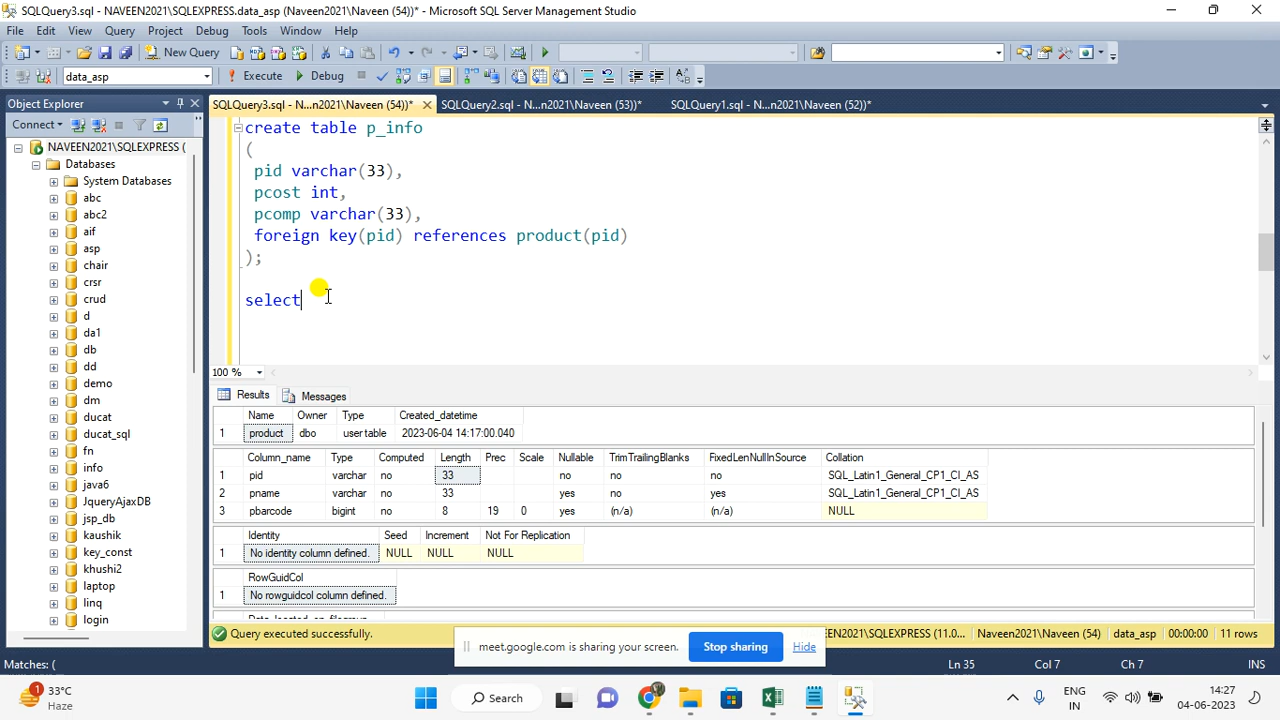 SQLQuery3.sql - NAVEEN2021\SQLEXPRESS.data_asp (Naveen2021\Naveen (54))* - Microsoft SQL Server Management Studio
File Edit View Query Project Debug Tools Window Help
New Query
data_asp Execute Debug
Object Explorer
SQLQuery3.sql - N...n2021\Naveen (54))* SQLQuery2.sql - N...n2021\Naveen (53))* SQLQuery1.sql - N...n2021\Naveen (52))*
Connect
NAVEEN2021\SQLEXPRESS (
Databases
System Databases
abc
abc2
aif
asp
chair
crsr
crud
d
da1
db
dd
demo
dm
ducat
ducat_sql
fn
info
java6
JqueryAjaxDB
jsp_db
kaushik
key_const
khushi2
laptop
linq
login
create table p_info
(
pid varchar(33),
pcost int,
pcomp varchar(33),
foreign key(pid) references product(pid)
);
select
100 %
Results Messages
Name Owner Type Created_datetime
1 product dbo user table 2023-06-04 14:17:00.040
Column_name Type Computed Length Prec Scale Nullable TrimTrailingBlanks FixedLenNullInSource Collation
1 pid varchar no 33 no no no SQL_Latin1_General_CP1_CI_AS
2 pname varchar no 33 yes no yes SQL_Latin1_General_CP1_CI_AS
3 pbarcode bigint no 8 19 0 yes (n/a) (n/a) NULL
Identity Seed Increment Not For Replication
1 No identity column defined. NULL NULL NULL
RowGuidCol
1 No rowguidcol column defined.
Query executed successfully.
EN2021\SQLEXPRESS (11.0... Naveen2021\Naveen (54) data_asp 00:00:00 11 rows
meet.google.com is sharing your screen. Stop sharing Hide
Matches: ( Ln 35 Col 7 Ch 7 INS
1
33°C
Haze
Search
ENG
IN
14:27
04-06-2023